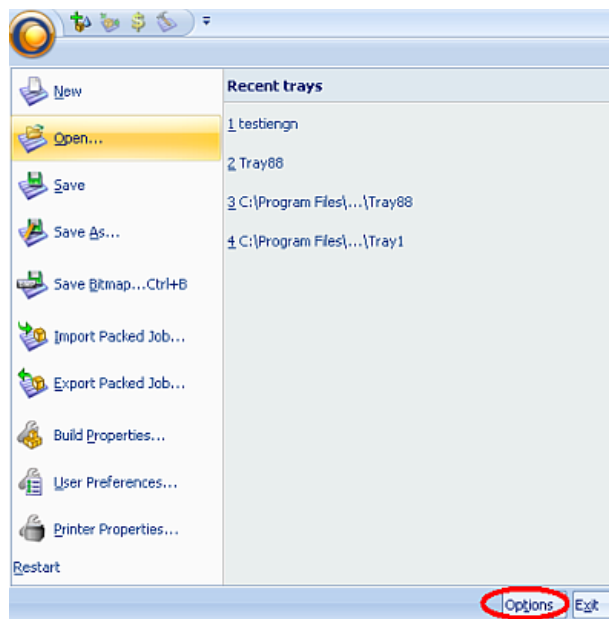 New
Open...
Save
Save As...
Save Bitmap...Ctrl+B
Import Packed Job...
Export Packed Job...
Build Properties...
User Preferences...
Printer Properties...
Restart
Recent trays
1 testiengn
2 Tray88
3 C:\Program Files\...\Tray88
4 C:\Program Files\...\Tray1
Options
Exit